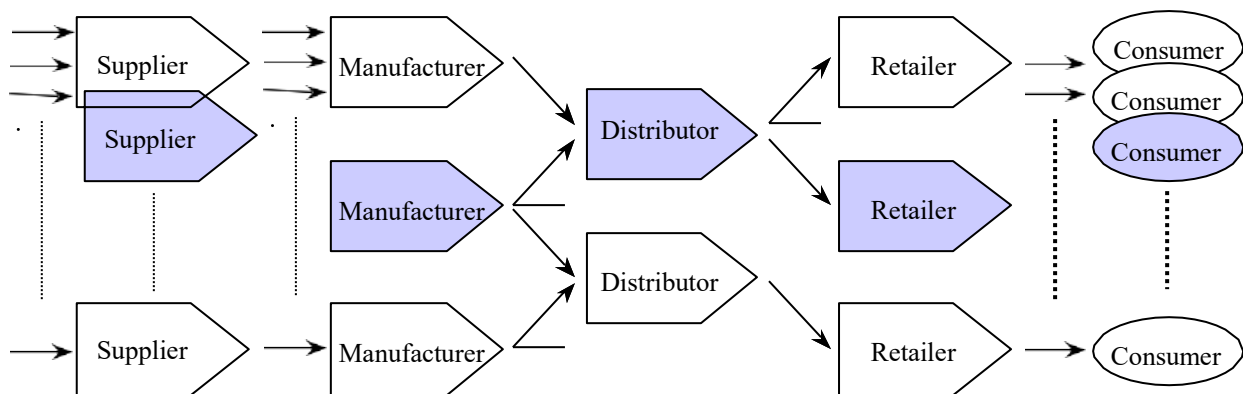 Supplier
Manufacturer
Retailer
Consumer
Consumer
Supplier
Distributor
Consumer
Manufacturer
Retailer
Distributor
Supplier
Manufacturer
Retailer
Consumer